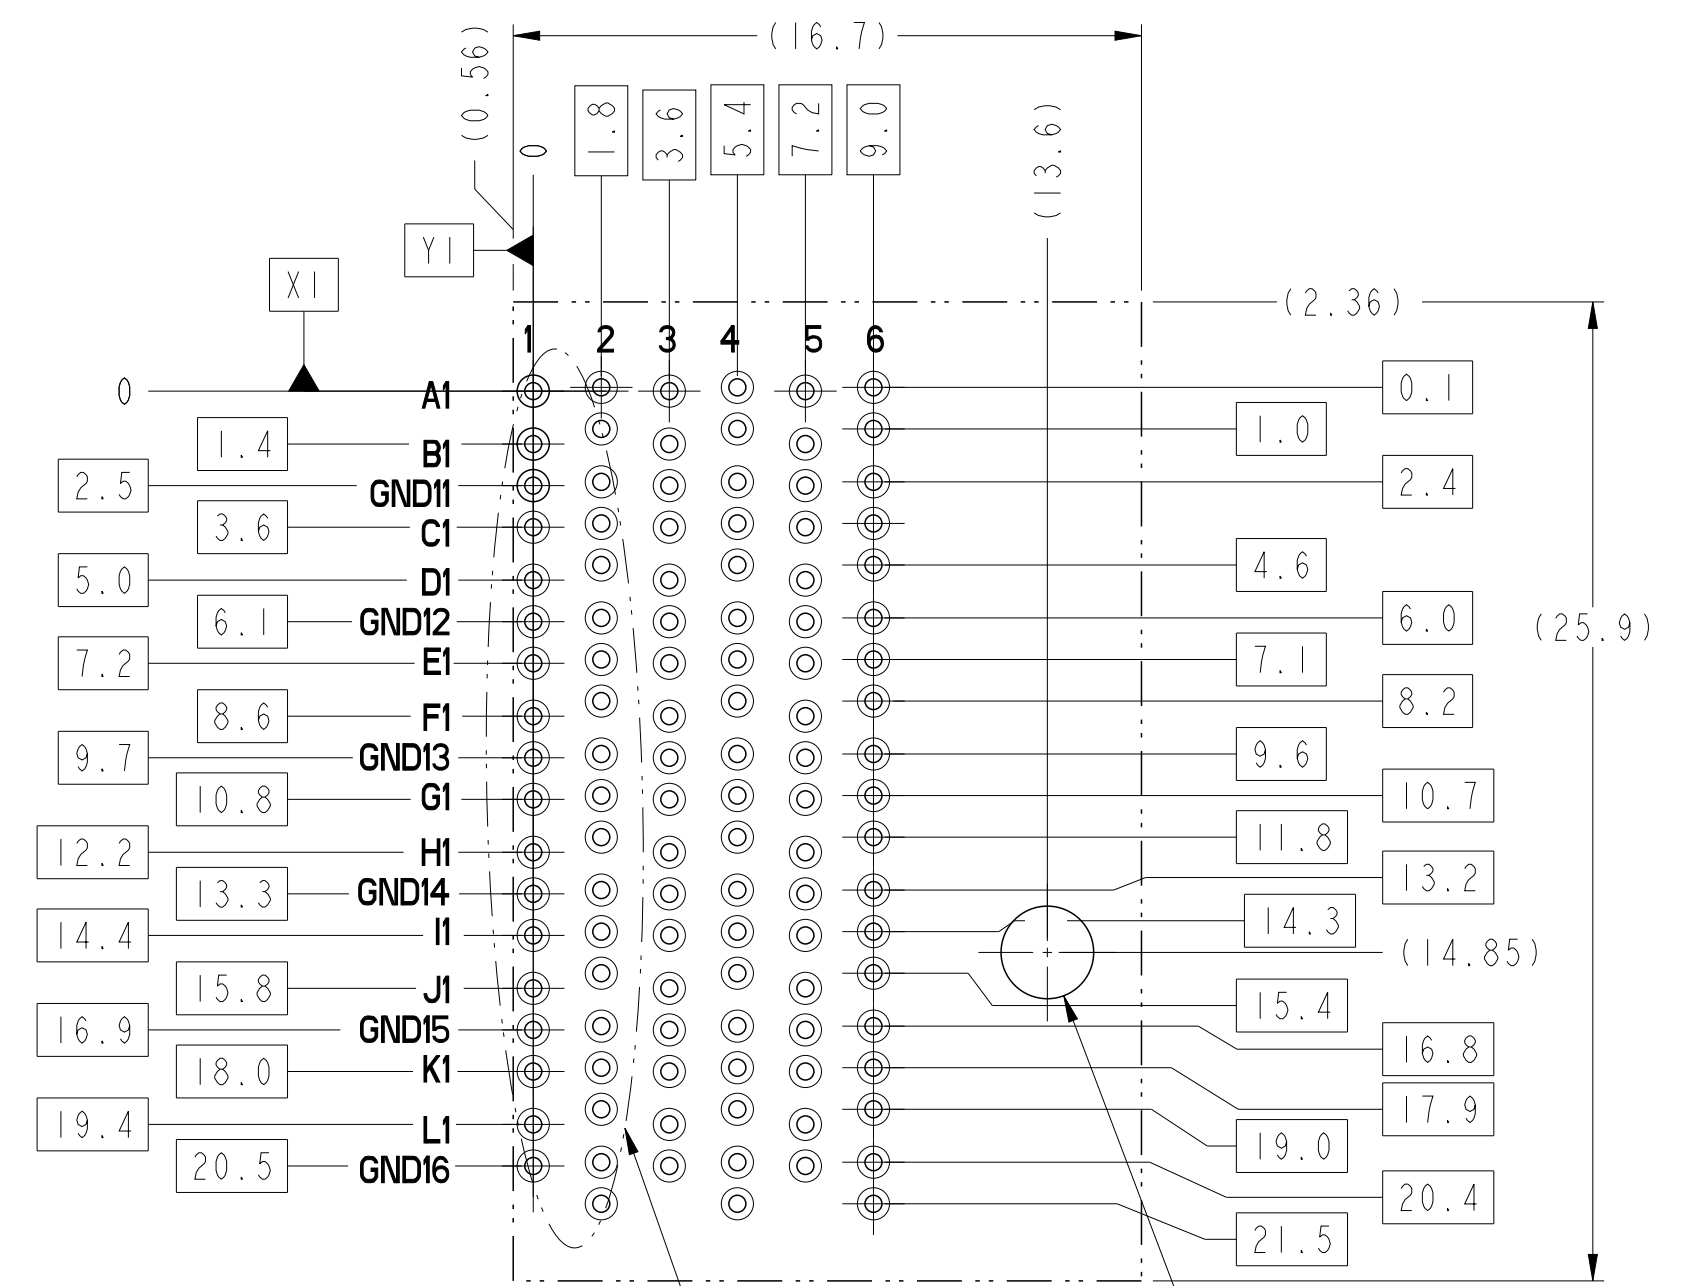 (16.7)
(0.56)
0
1.8
3.6
5.4
7.2
9.0
(13.6)
Y1
X1
(2.36)
1 2 3 4 5 6
0 A1 0.1
1.4 B1 1.0
2.5 GND11 2.4
3.6 C1
5.0 D1 4.6
6.1 GND12 6.0
(25.9)
7.2 E1 7.1
8.6 F1 8.2
9.7 GND13 9.6
10.8 G1 10.7
12.2 H1 11.8
13.3 GND14 13.2
14.4 I1 14.3
(14.85)
15.8 J1 15.4
16.9 GND15 16.8
18.0 K1 17.9
19.4 L1 19.0
20.5 GND16 20.4
21.5